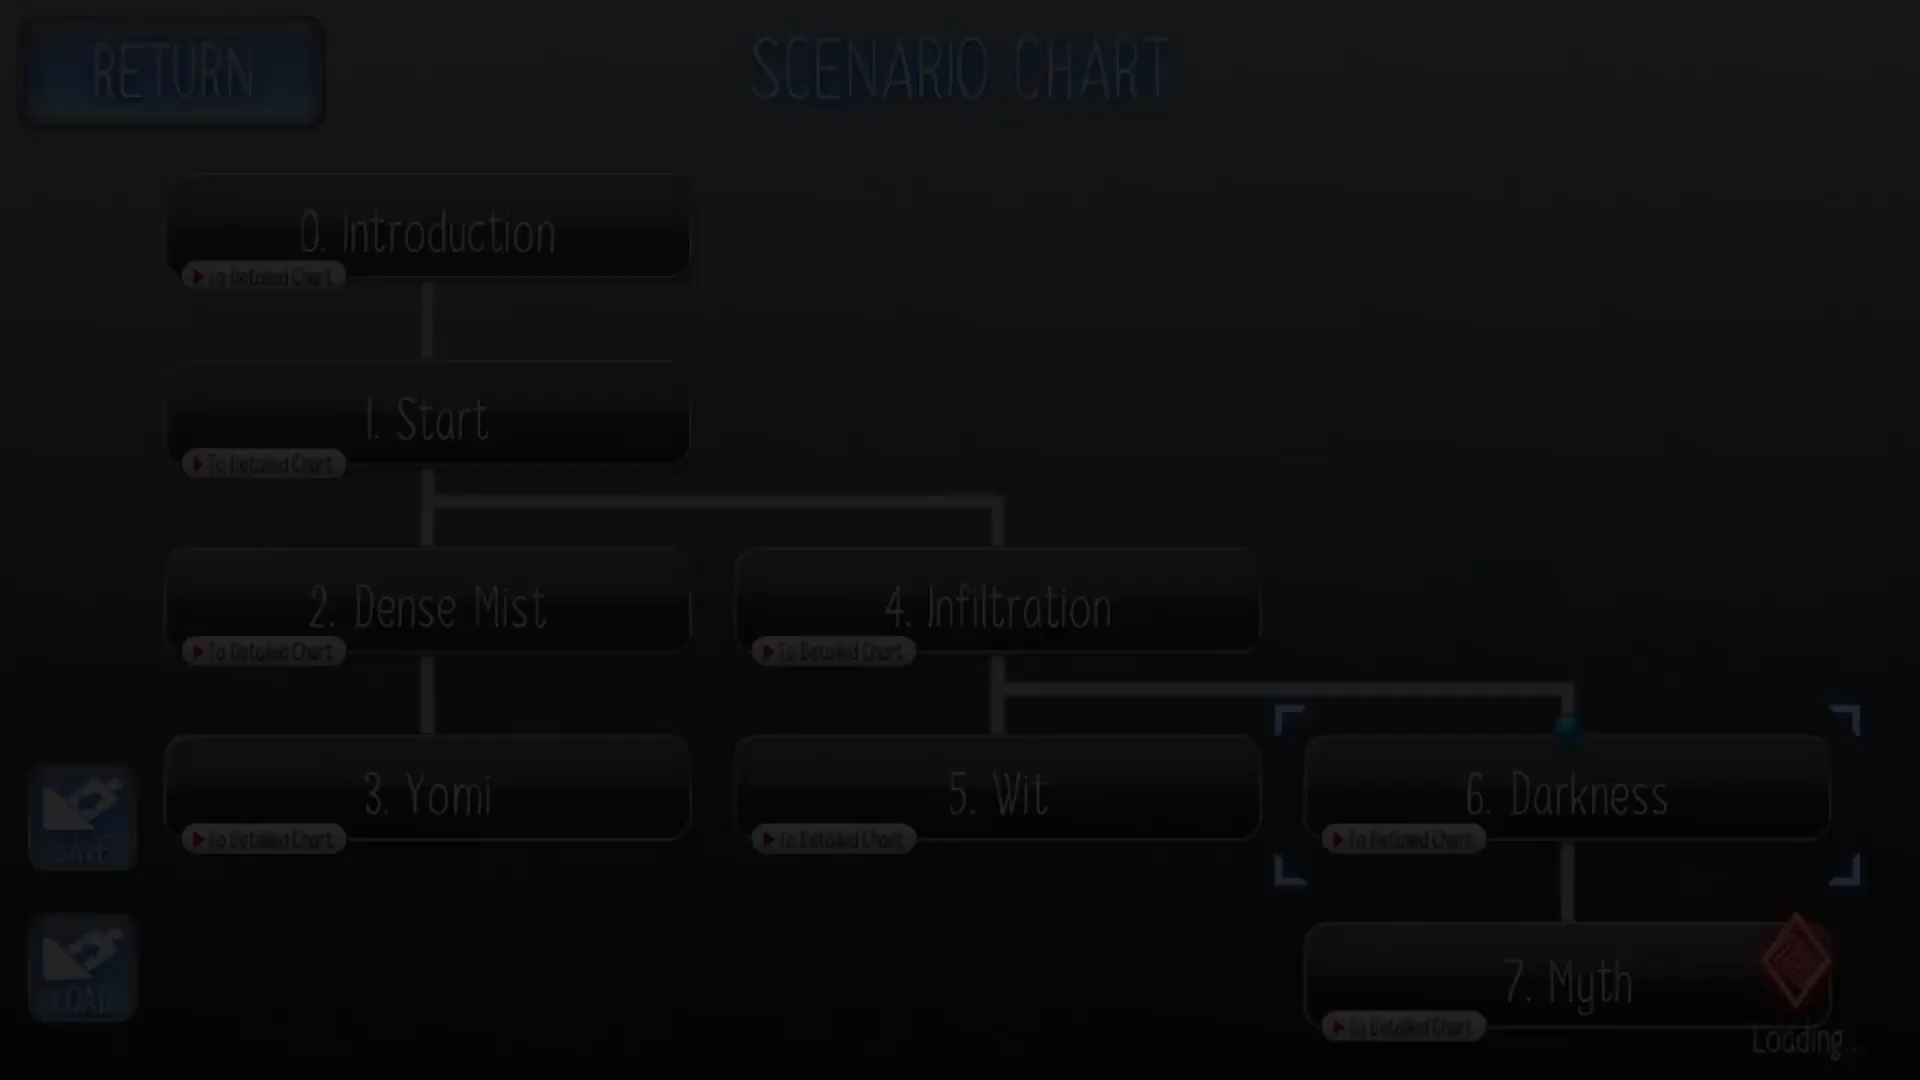 RETURN
SCENARIO CHART
0. Introduction
To Detailed Chart
1. Start
To Detailed Chart
2. Dense Mist
To Detailed Chart
4. Infiltration
To Detailed Chart
3. Yomi
To Detailed Chart
5. Wit
To Detailed Chart
6. Darkness
To Detailed Chart
SAVE
LOAD
7. Myth
To Detailed Chart
Loading...